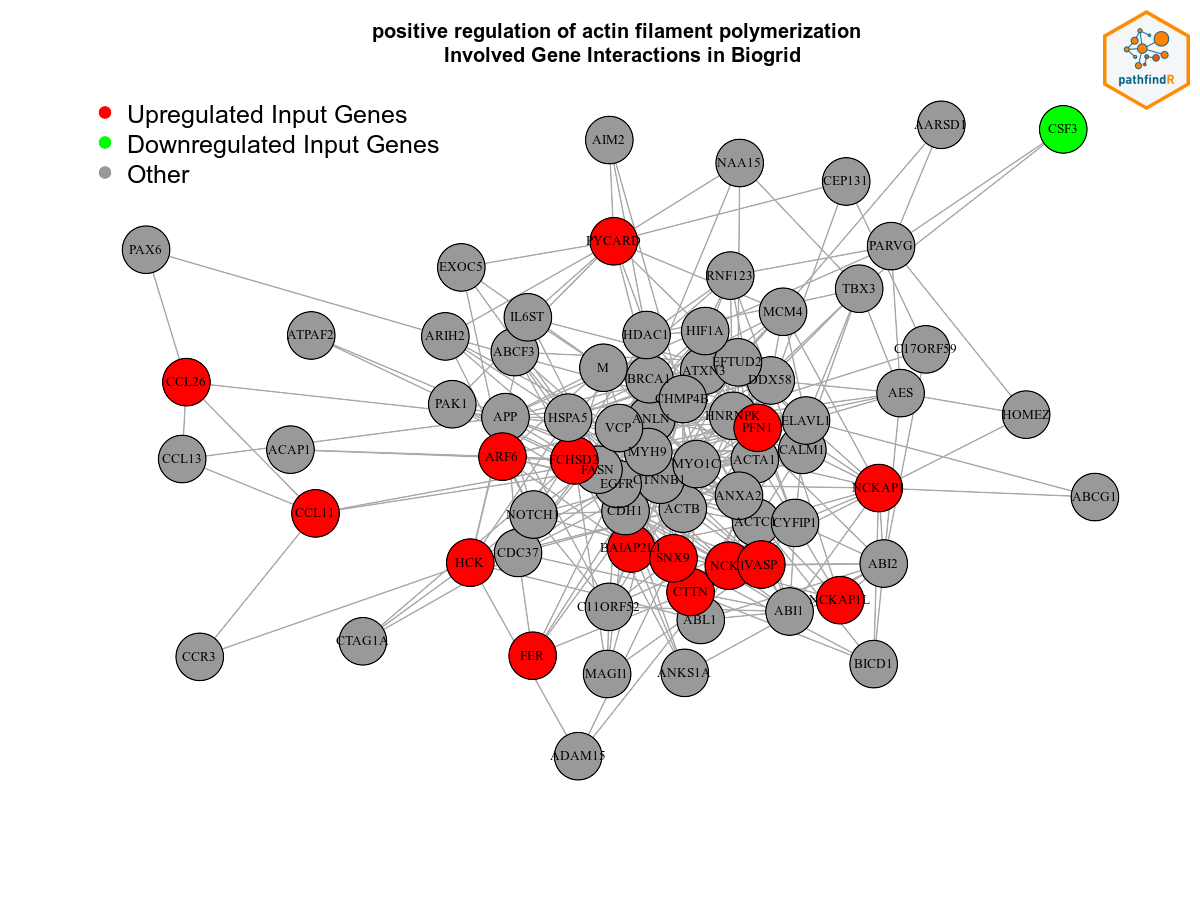 positive regulation of actin filament polymerization
Involved Gene Interactions in Biogrid
pathfindR
Upregulated Input Genes
Downregulated Input Genes
Other
AIM2
NAA15
AARSD1
CSF3
CEP131
PAX6
PYCARD
PARVG
EXOC5
RNF123
TBX3
IL6ST
MCM4
ATPAF2
ARIH2
HDAC1
HIF1A
C17ORF59
ABCF3
M
EFTUD2
BRCA1
ATXN3
DDX58
CCL26
AES
PAK1
CHMP4B
APP
HSPA5
ANLN
HNRNPK
HOMEZ
VCP
PFN1
ELAVL1
CCL13
ACAP1
ARF6
FCHSD2
MYH9
CALM1
FASN
MYO1C
ACTA1
EGFR
CTNNB1
NCKAP1
ABCG1
ANXA2
CCL11
NOTCH1
CDH1
ACTB
ACTC1
CYFIP1
HCK
CDC37
BAIAP2L1
SNX9
VASP
ABI2
CTTN
NCKAP1L
C11ORF52
ABL1
ABI1
CTAG1A
CCR3
FER
BICD1
MAGI1
ANKS1A
ADAM15